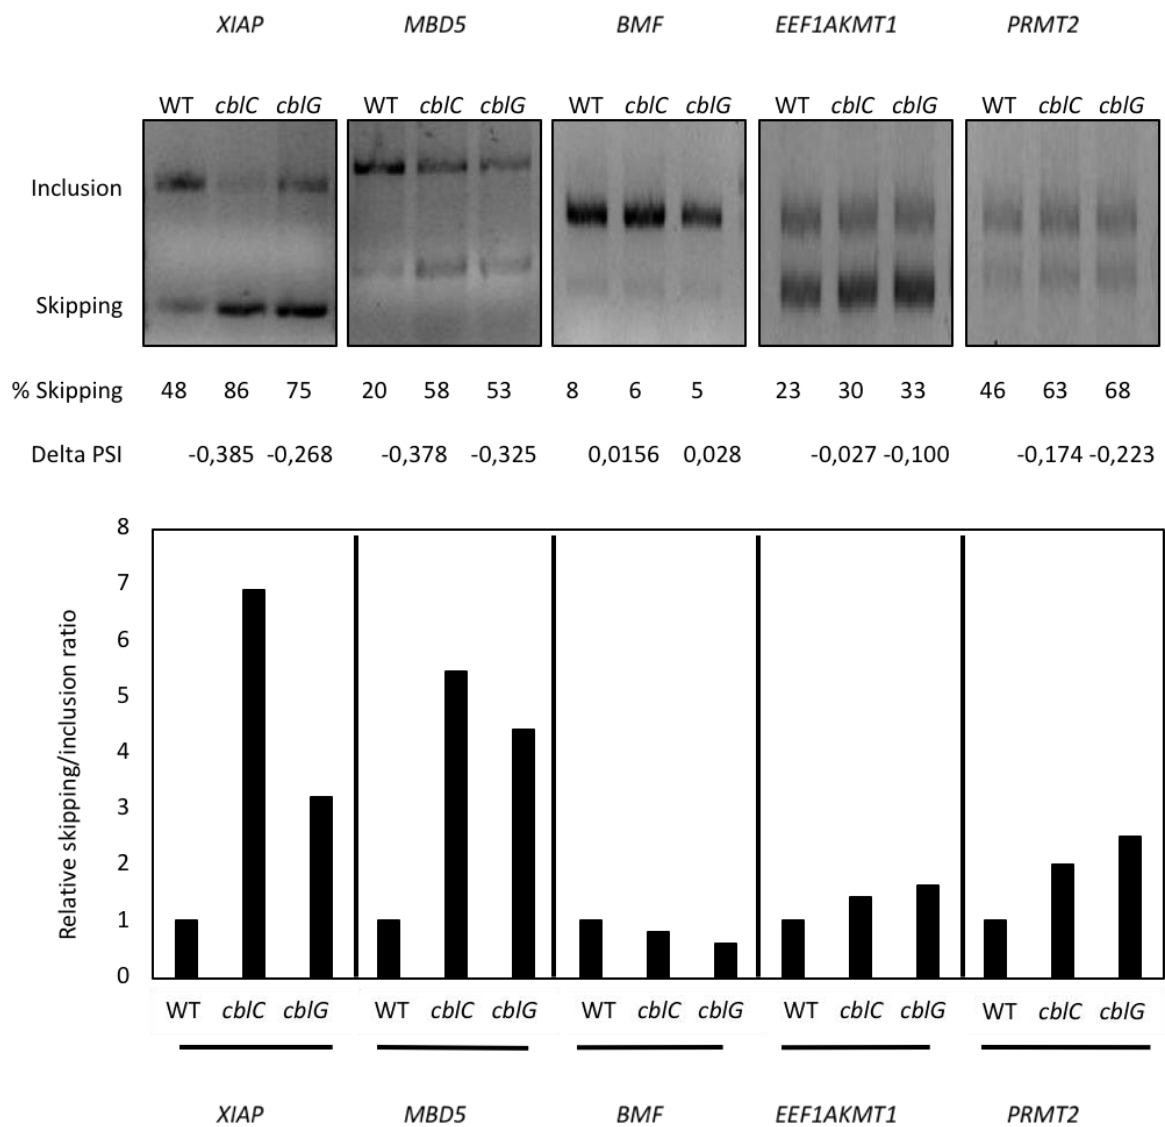 XIAP MBD5 BMF EEF1AKMT1 PRMT2
WT cblC cblG WT cblC cblG WT cblC cblG WT cblC cblG WT cblC cblG
Inclusion
Skipping
% Skipping 48 86 75 20 58 53 8 6 5 23 30 33 46 63 68
Delta PSI -0,385 -0,268 -0,378 -0,325 0,0156 0,028 -0,027 -0,100 -0,174 -0,223
Relative skipping/inclusion ratio
8
7
6
5
4
3
2
1
0
WT cblC cblG WT cblC cblG WT cblC cblG WT cblC cblG WT cblC cblG
XIAP MBD5 BMF EEF1AKMT1 PRMT2